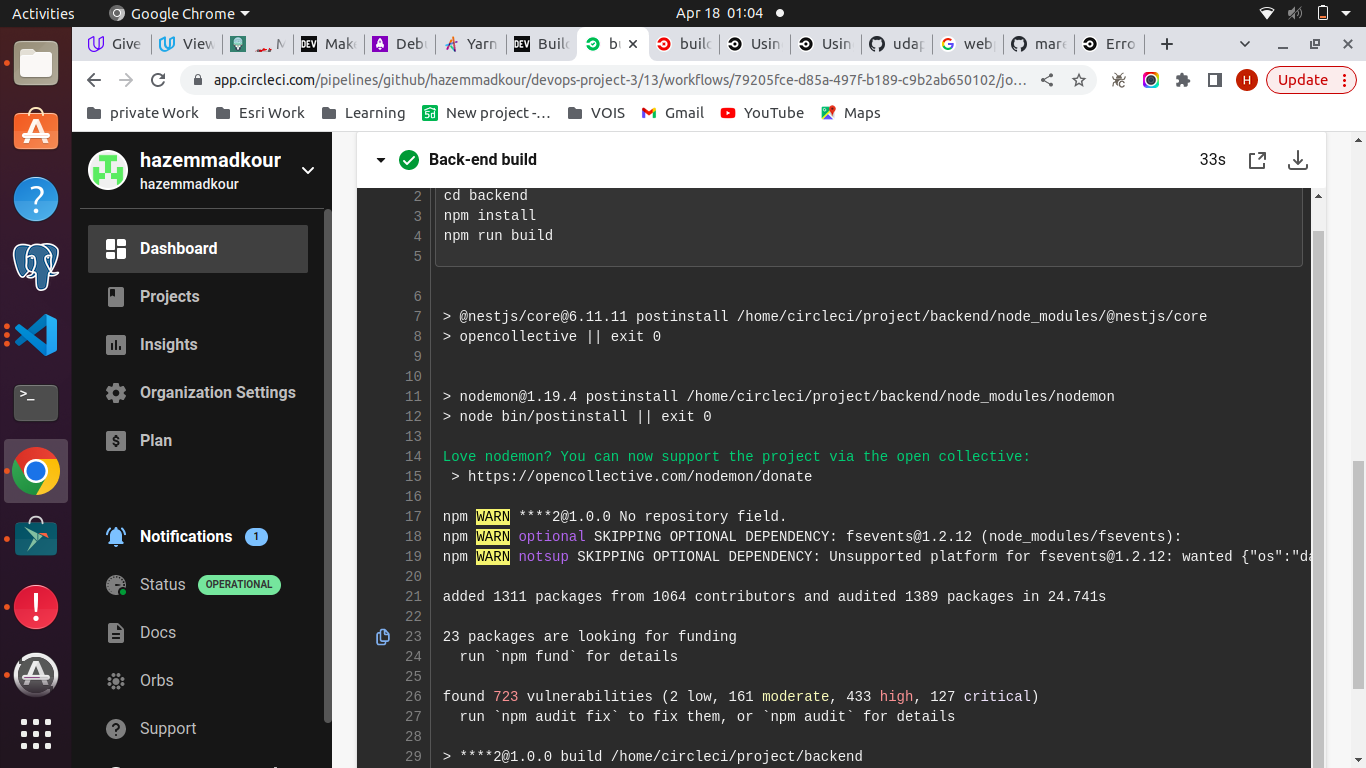 Activities
Google Chrome
Apr 18 01:04
Give
View
M
Make
Debu
Yarn
Build
bu
build
Usin
Usin
udap
webp
mare
Erro
app.circleci.com/pipelines/github/hazemmadkour/devops-project-3/13/workflows/79205fce-d85a-497f-b189-c9b2ab650102/jo...
H
Update
private Work
Esri Work
Learning
New project -...
VOIS
Gmail
YouTube
Maps
hazemmadkour
hazemmadkour
Dashboard
Projects
Insights
Organization Settings
Plan
Notifications 1
Status OPERATIONAL
Docs
Orbs
Support
Back-end build
33s
2 cd backend
3 npm install
4 npm run build
5
6
7 > @nestjs/core@6.11.11 postinstall /home/circleci/project/backend/node_modules/@nestjs/core
8 > opencollective || exit 0
9
10
11 > nodemon@1.19.4 postinstall /home/circleci/project/backend/node_modules/nodemon
12 > node bin/postinstall || exit 0
13
14 Love nodemon? You can now support the project via the open collective:
15 > https://opencollective.com/nodemon/donate
16
17 npm WARN ****2@1.0.0 No repository field.
18 npm WARN optional SKIPPING OPTIONAL DEPENDENCY: fsevents@1.2.12 (node_modules/fsevents):
19 npm WARN notsup SKIPPING OPTIONAL DEPENDENCY: Unsupported platform for fsevents@1.2.12: wanted {"os":"da
20
21 added 1311 packages from 1064 contributors and audited 1389 packages in 24.741s
22
23 23 packages are looking for funding
24 run `npm fund` for details
25
26 found 723 vulnerabilities (2 low, 161 moderate, 433 high, 127 critical)
27 run `npm audit fix` to fix them, or `npm audit` for details
28
29 > ****2@1.0.0 build /home/circleci/project/backend